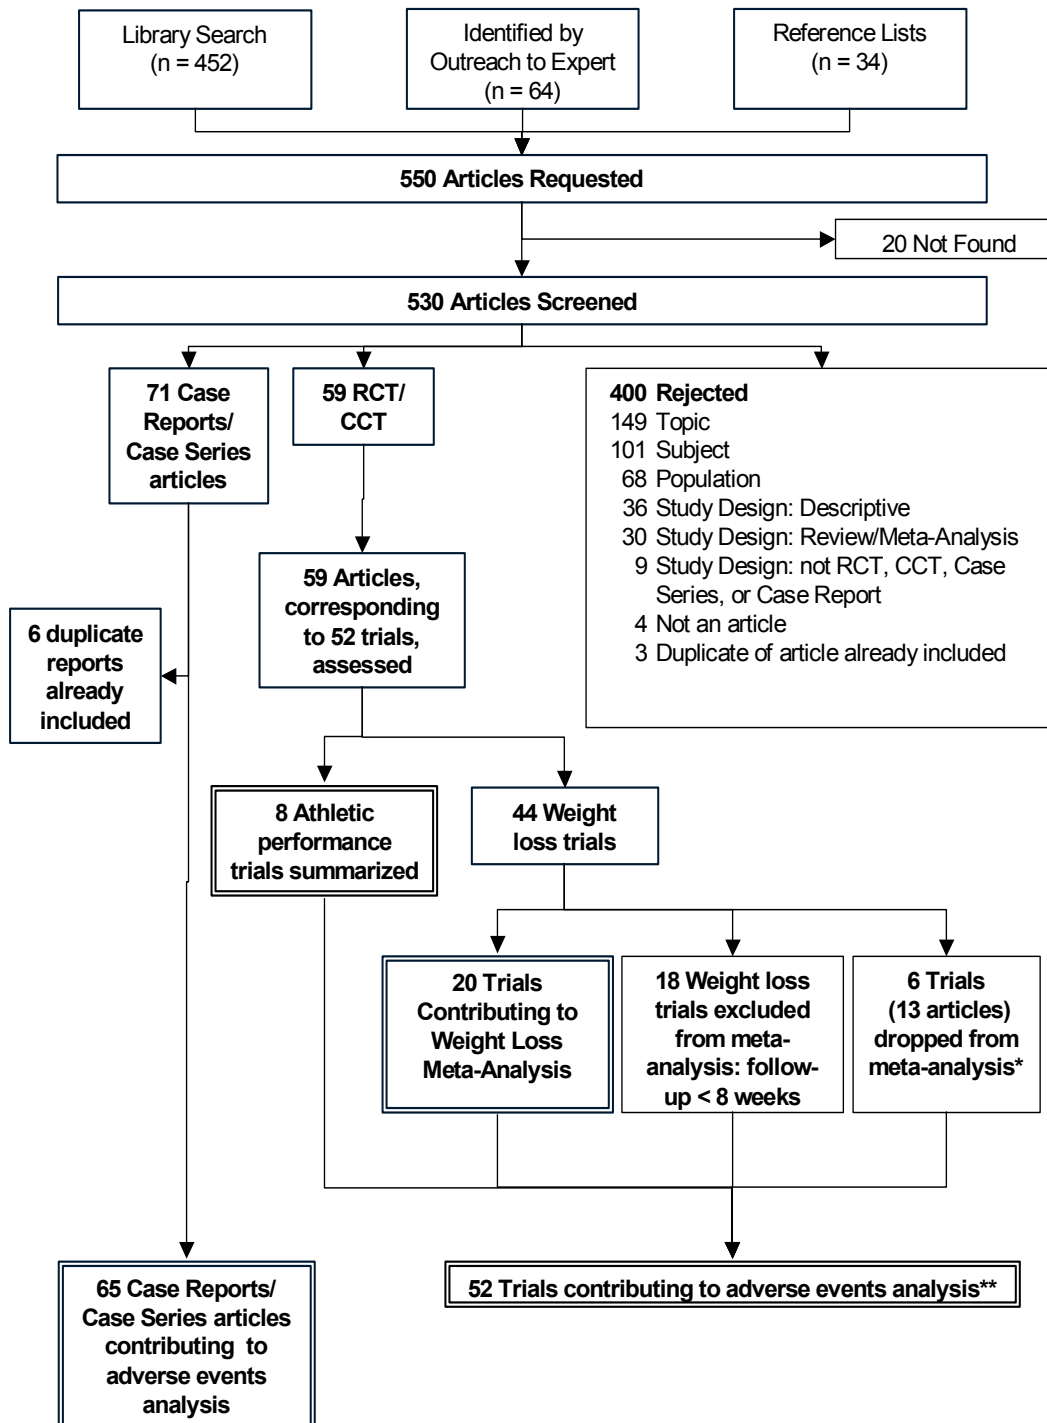 Library Search
(n = 452)
Identified by
Outreach to Expert
(n = 64)
Reference Lists
(n = 34)
550 Articles Requested
20 Not Found
530 Articles Screened
71 Case
Reports/
Case Series
articles
59 RCT/
CCT
400 Rejected
149 Topic
101 Subject
68 Population
36 Study Design: Descriptive
30 Study Design: Review/Meta-Analysis
9 Study Design: not RCT, CCT, Case
Series, or Case Report
4 Not an article
3 Duplicate of article already included
59 Articles,
corresponding
to 52 trials,
assessed
6 duplicate
reports
already
included
8 Athletic
performance
trials summarized
44 Weight
loss trials
20 Trials
Contributing to
Weight Loss
Meta-Analysis
18 Weight loss
trials excluded
from meta-
analysis: follow-
up < 8 weeks
6 Trials
(13 articles)
dropped from
meta-analysis*
65 Case Reports/
Case Series articles
contributing to
adverse events
analysis
52 Trials contributing to adverse events analysis**